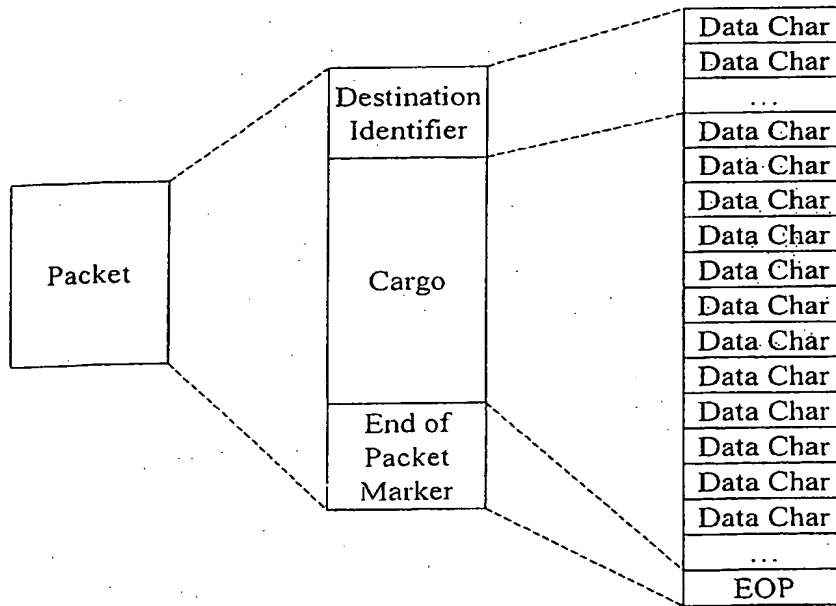 Packet
Destination
Identifier
Cargo
End of
Packet
Marker
Data Char
Data Char
...
Data Char
Data Char
Data Char
Data Char
Data Char
Data Char
Data Char
Data Char
Data Char
Data Char
Data Char
Data Char
...
EOP